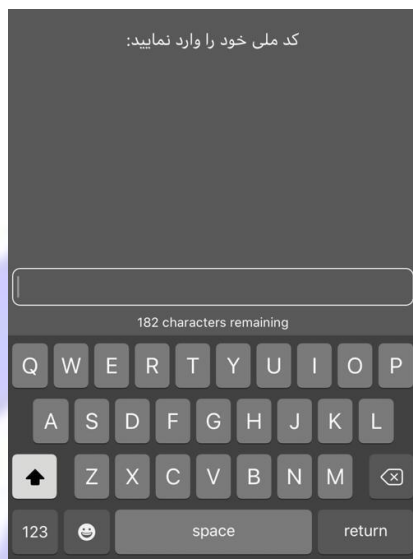 کد ملی خود را وارد نمایید:
182 characters remaining
Q W E R T Y U I O P
A S D F G H J K L
Z X C V B N M
123 space return